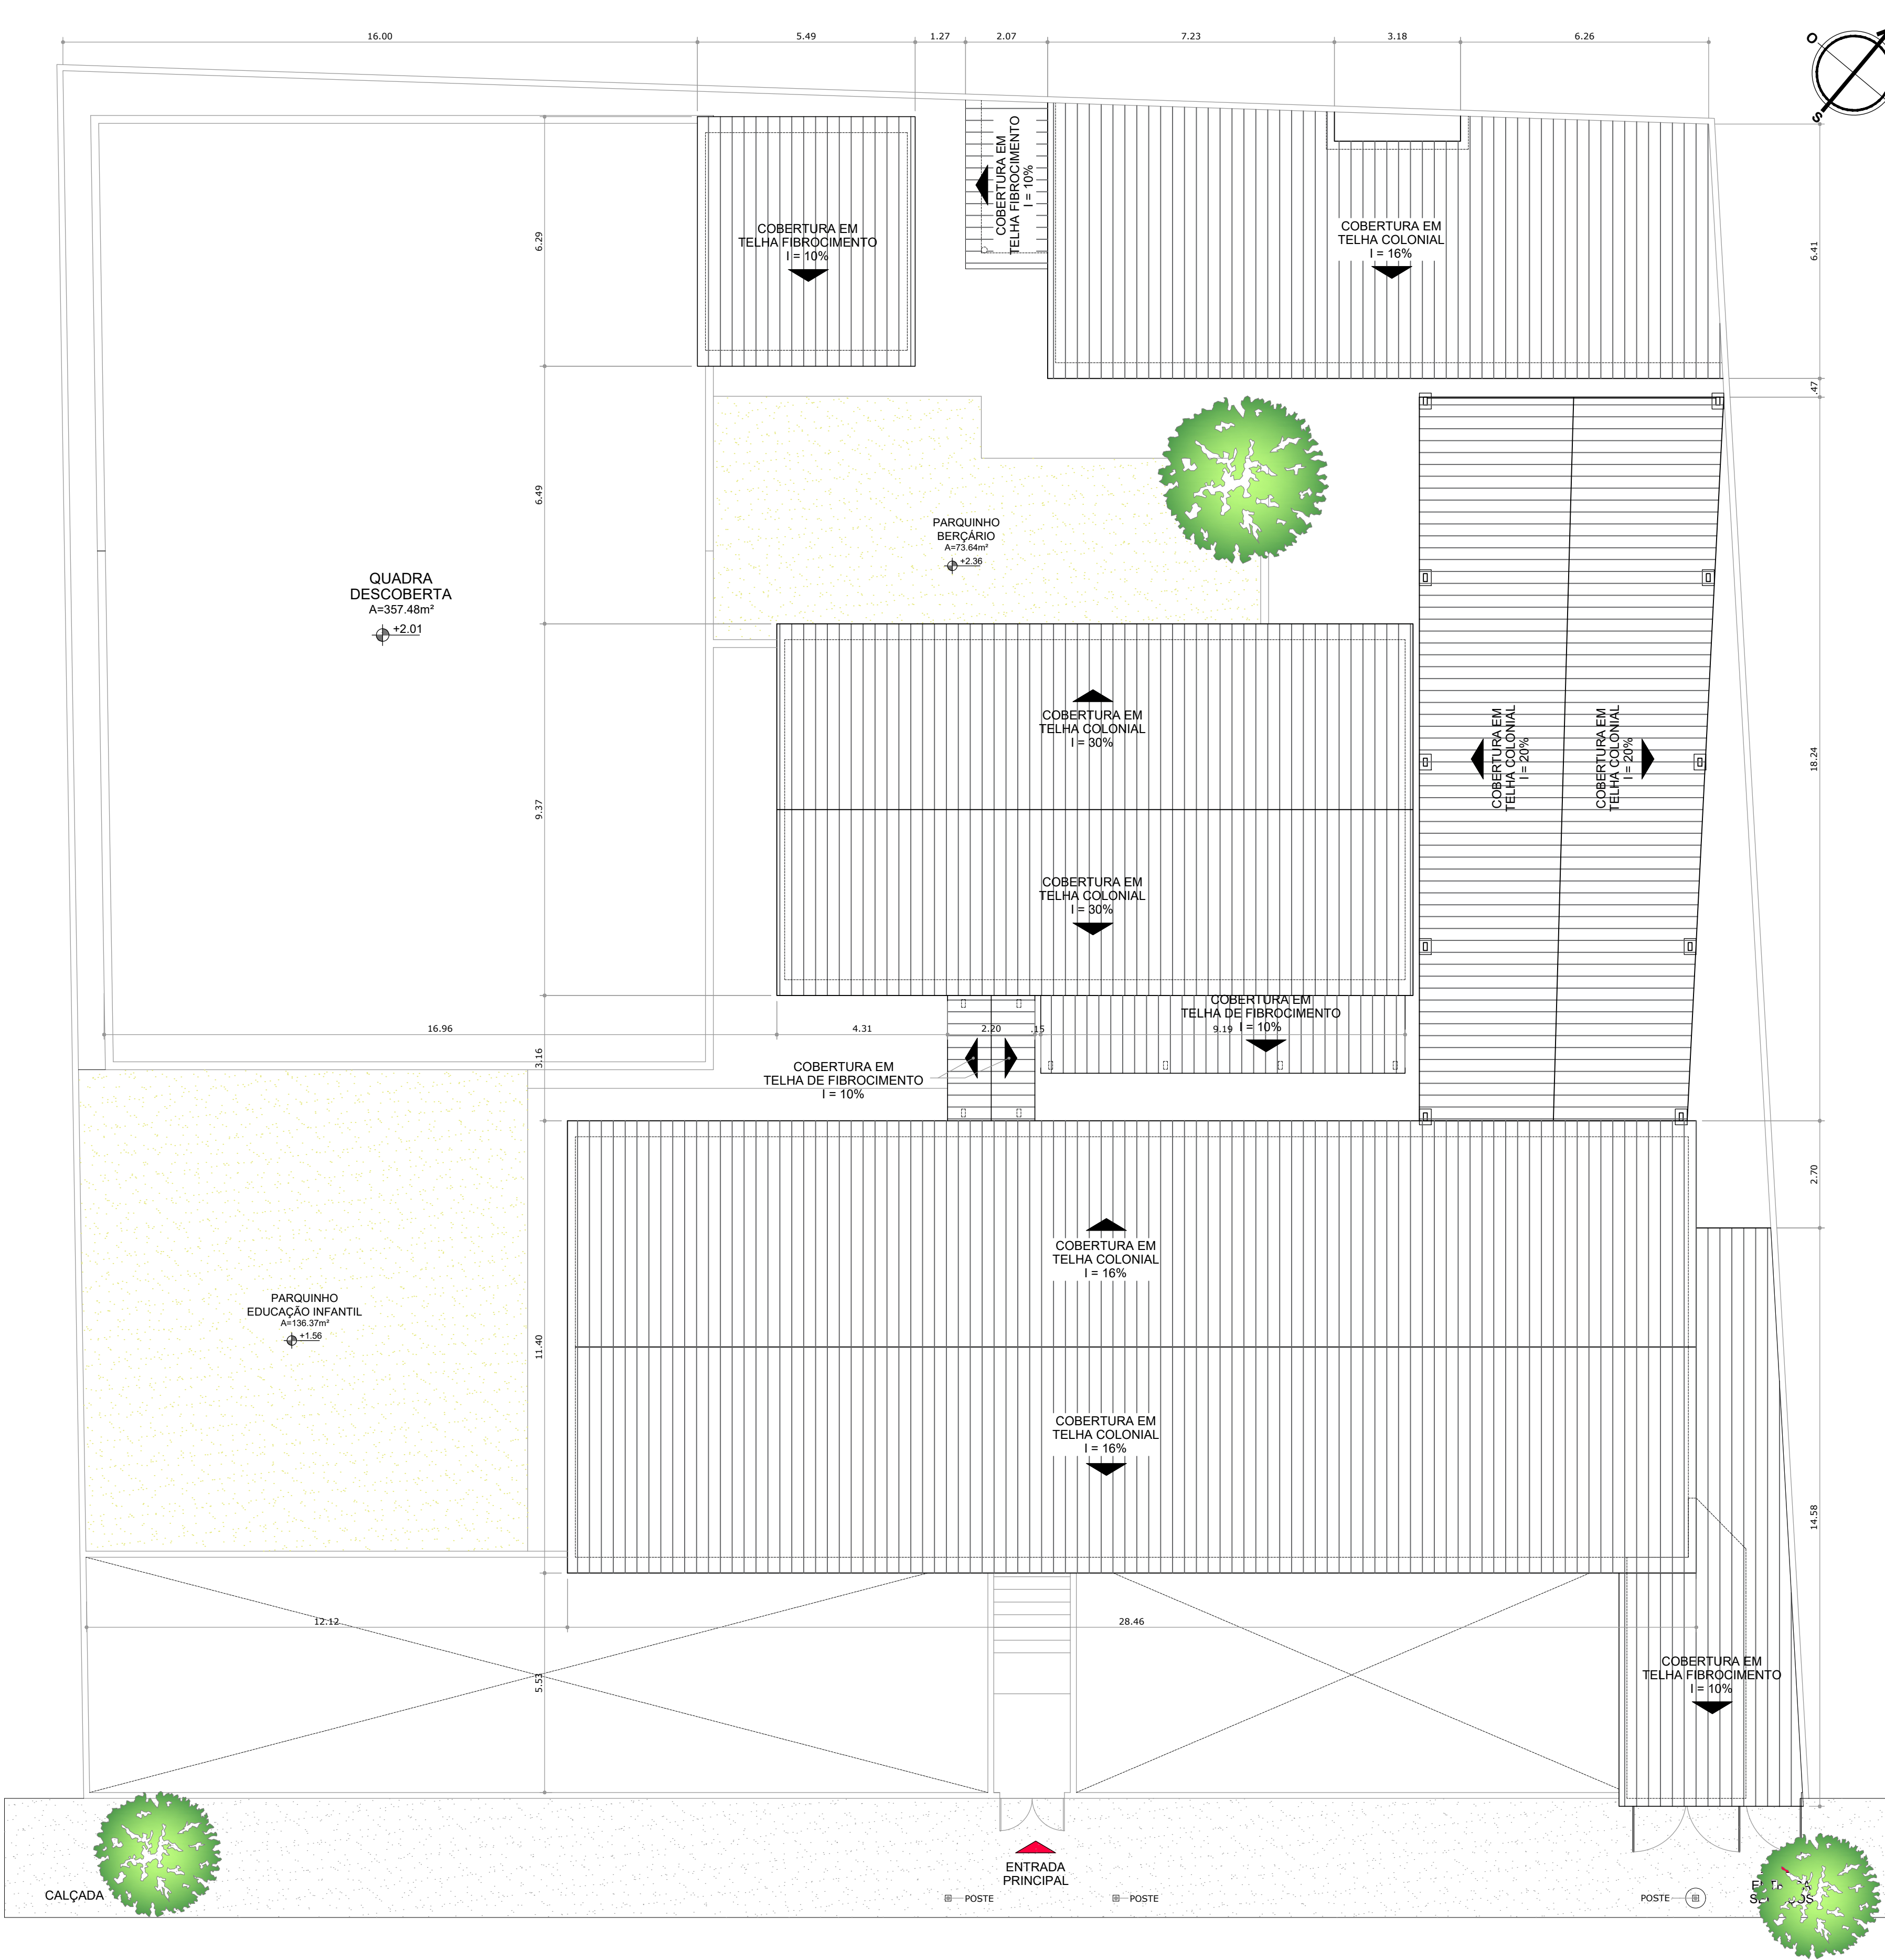 16.00
5.49
1.27
2.07
7.23
3.18
6.26
O
S
COBERTURA EM
TELHA FIBROCIMENTO
I = 10%
COBERTURA EM
TELHA FIBROCIMENTO
I = 10%
COBERTURA EM
TELHA COLONIAL
I = 16%
6.29
6.41
.47
6.49
PARQUINHO
BERÇÁRIO
A=73.64m²
+2.36
QUADRA
DESCOBERTA
A=357.48m²
+2.01
COBERTURA EM
TELHA COLONIAL
I = 30%
COBERTURA EM
TELHA COLONIAL
I = 20%
COBERTURA EM
TELHA COLONIAL
I = 20%
18.24
9.37
COBERTURA EM
TELHA COLONIAL
I = 30%
COBERTURA EM
TELHA DE FIBROCIMENTO
I = 10%
16.96
4.31
2.20
.15
9.19
3.16
COBERTURA EM
TELHA DE FIBROCIMENTO
I = 10%
2.70
COBERTURA EM
TELHA COLONIAL
I = 16%
PARQUINHO
EDUCAÇÃO INFANTIL
A=136.37m²
+1.56
11.40
COBERTURA EM
TELHA COLONIAL
I = 16%
14.58
12.12
28.46
5.53
COBERTURA EM
TELHA FIBROCIMENTO
I = 10%
ENTRADA
PRINCIPAL
CALÇADA
POSTE
POSTE
POSTE